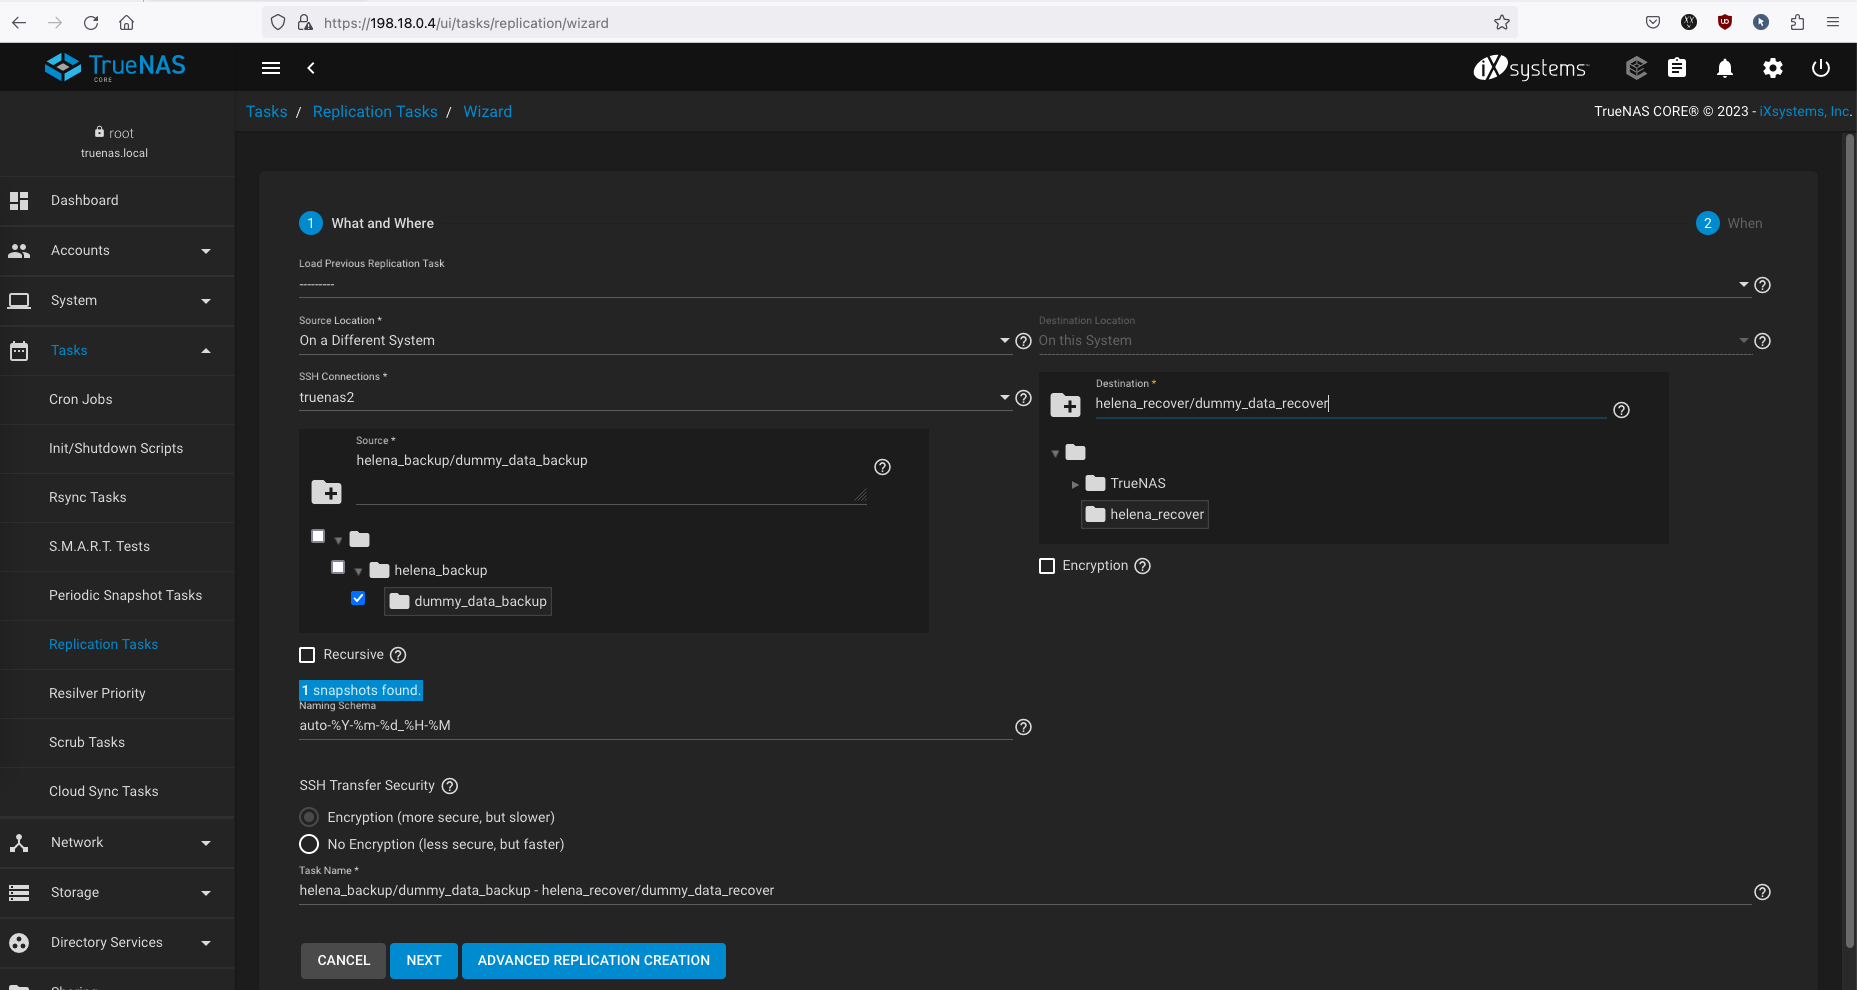 https://198.18.0.4/ui/tasks/replication/wizard
TrueNAS
CORE
iXsystems™
Tasks / Replication Tasks / Wizard
TrueNAS CORE® © 2023 - iXsystems, Inc.
root
truenas.local
Dashboard
Accounts
System
Tasks
Cron Jobs
Init/Shutdown Scripts
Rsync Tasks
S.M.A.R.T. Tests
Periodic Snapshot Tasks
Replication Tasks
Resilver Priority
Scrub Tasks
Cloud Sync Tasks
Network
Storage
Directory Services
Sharing
1 What and Where
2 When
Load Previous Replication Task
---------
Source Location *
On a Different System
Destination Location
On this System
SSH Connections *
truenas2
Destination *
helena_recover/dummy_data_recover
TrueNAS
helena_recover
Encryption
Source *
helena_backup/dummy_data_backup
helena_backup
dummy_data_backup
Recursive
1 snapshots found.
Naming Schema
auto-%Y-%m-%d_%H-%M
SSH Transfer Security
Encryption (more secure, but slower)
No Encryption (less secure, but faster)
Task Name *
helena_backup/dummy_data_backup - helena_recover/dummy_data_recover
CANCEL
NEXT
ADVANCED REPLICATION CREATION